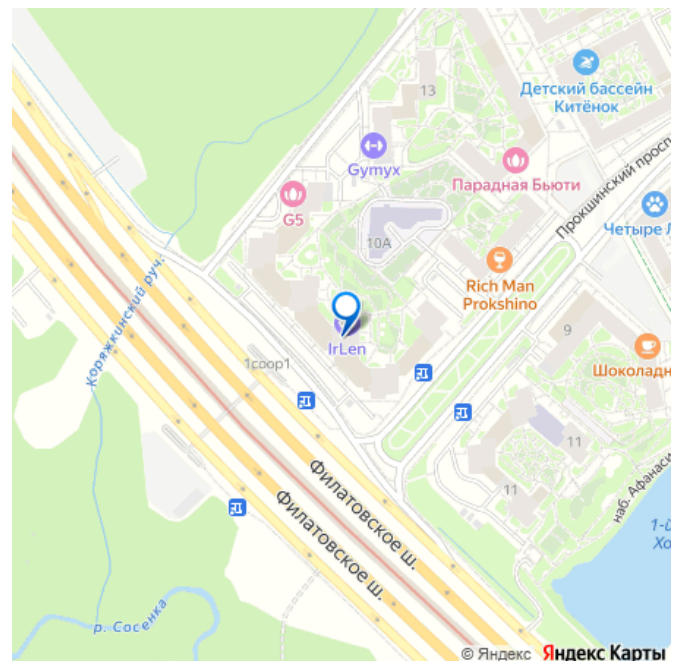 13
Детский бассейн
Китёнок
Gymyx
Парадная Бьюти
G5
Прокшинский просп
Четыре Л
10А
Rich Man
Prokshino
Коряжкинский руч.
IrLen
1соор1
9
Шоколадн
11
11
наб. Афанаси
Филатовское ш.
Филатовское ш.
1-й
Хо
р. Сосенка
© Яндекс Яндекс Карты